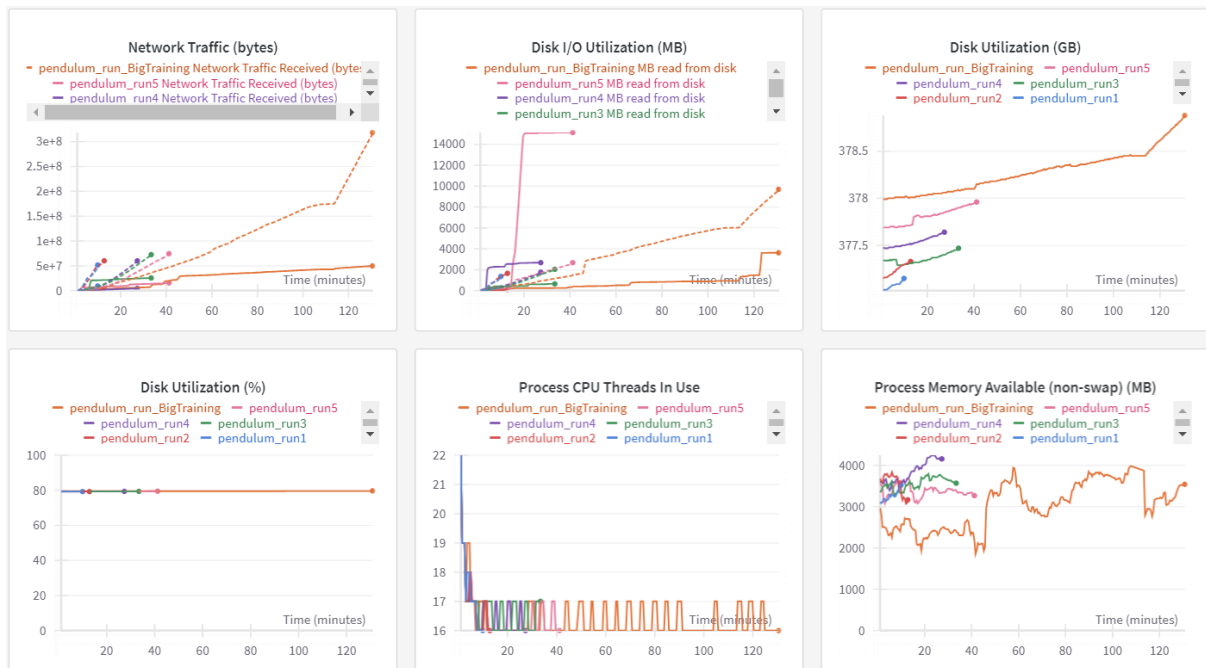 Network Traffic (bytes)
pendulum_run_BigTraining Network Traffic Received (bytes
pendulum_run5 Network Traffic Received (bytes)
pendulum_run4 Network Traffic Received (bytes)
3e+8
2.5e+8
2e+8
1.5e+8
1e+8
5e+7
0
Time (minutes)
20 40 60 80 100 120
Disk I/O Utilization (MB)
pendulum_run_BigTraining MB read from disk
pendulum_run5 MB read from disk
pendulum_run4 MB read from disk
pendulum_run3 MB read from disk
14000
12000
10000
8000
6000
4000
2000
0
Time (minutes)
20 40 60 80 100 120
Disk Utilization (GB)
pendulum_run_BigTraining pendulum_run5
pendulum_run4 pendulum_run3
pendulum_run2 pendulum_run1
378.5
378
377.5
Time (minutes)
20 40 60 80 100 120
Disk Utilization (%)
pendulum_run_BigTraining pendulum_run5
pendulum_run4 pendulum_run3
pendulum_run2 pendulum_run1
100
80
60
40
20
0
Time (minutes)
20 40 60 80 100 120
Process CPU Threads In Use
pendulum_run_BigTraining pendulum_run5
pendulum_run4 pendulum_run3
pendulum_run2 pendulum_run1
22
21
20
19
18
17
16
Time (minutes)
20 40 60 80 100 120
Process Memory Available (non-swap) (MB)
pendulum_run_BigTraining pendulum_run5
pendulum_run4 pendulum_run3
pendulum_run2 pendulum_run1
4000
3000
2000
1000
0
Time (minutes)
20 40 60 80 100 120